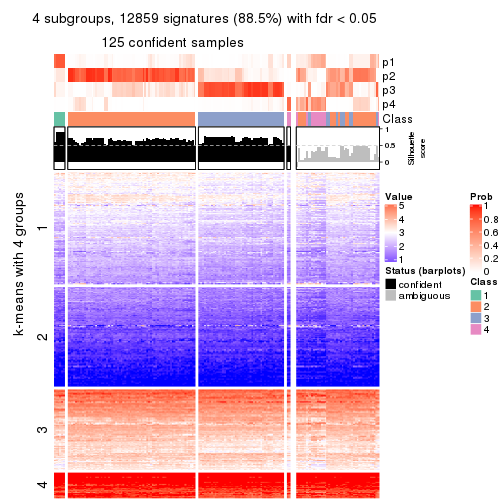 4 subgroups, 12859 signatures (88.5%) with fdr < 0.05
125 confident samples
p1
p2
p3
p4
Class
1
0.5
0
Silhouette
score
k-means with 4 groups
1
2
3
4
Value
5
4
3
2
1
Status (barplots)
confident
ambiguous
Prob
1
0.8
0.6
0.4
0.2
0
Class
1
2
3
4